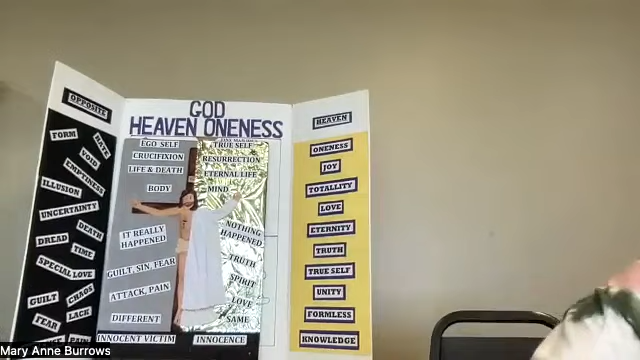 OPPOSITE
FORM
HATE
VOID
EMPTYNESS
ILLUSION
UNCERTAINTY
DEATH
DREAD
TIME
SPECIAL LOVE
GUILT
CHAOS
FEAR
LACK
PAIN
GOD
HEAVEN ONENESS
EGO SELF
CRUCIFIXION
LIFE & DEATH
BODY
IT REALLY
HAPPENED
GUILT, SIN, FEAR
ATTACK, PAIN
DIFFERENT
INNOCENT VICTIM
TRUE SELF
RESURRECTION
ETERNAL LIFE
MIND
NOTHING
HAPPENED
TRUTH
SPIRIT
LOVE
SAME
INNOCENCE
HEAVEN
ONENESS
JOY
TOTALLITY
LOVE
ETERNITY
TRUTH
TRUE SELF
UNITY
FORMLESS
KNOWLEDGE
Mary Anne Burrows